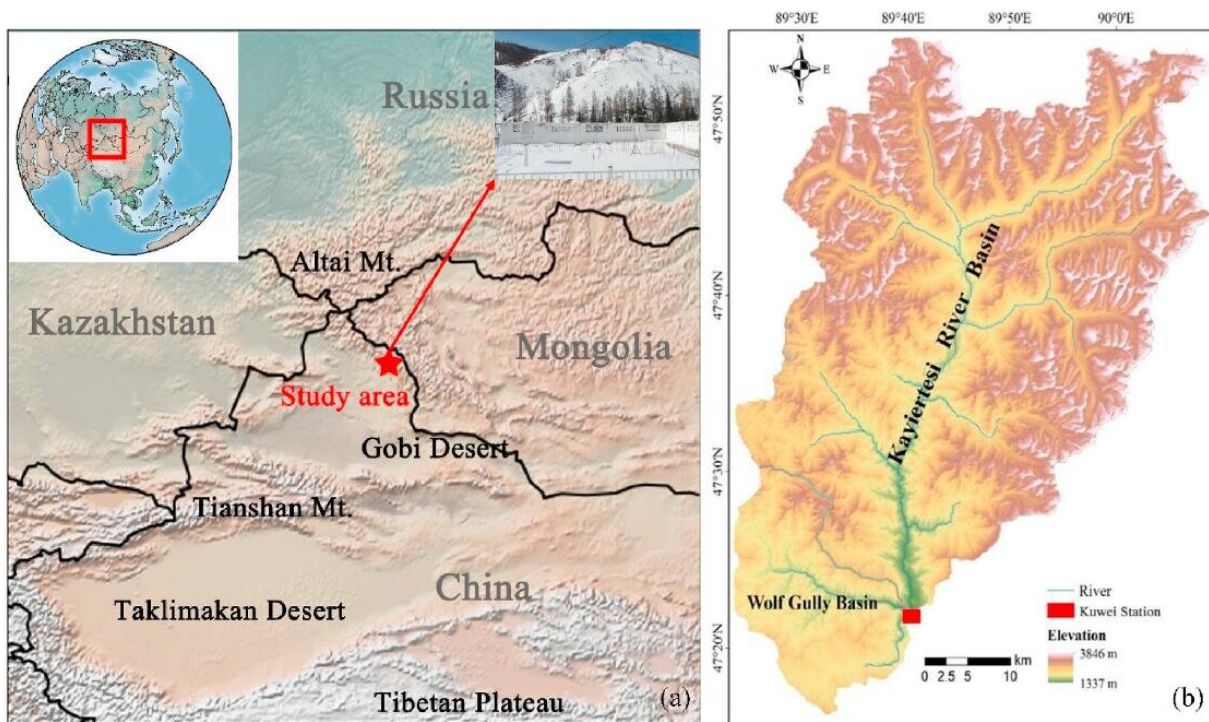 Russia
Altai Mt.
Kazakhstan
Mongolia
Study area
Gobi Desert
Tianshan Mt.
China
Taklimakan Desert
Tibetan Plateau
(a)
89°30'E 89°40'E 89°50'E 90°0'E
N
W E
S
47°50'N
47°40'N
47°30'N
47°20'N
Kayiertesi River Basin
Wolf Gully Basin
River
Kuwei Station
Elevation
3846 m
1337 m
km
0 2.5 5 10
(b)